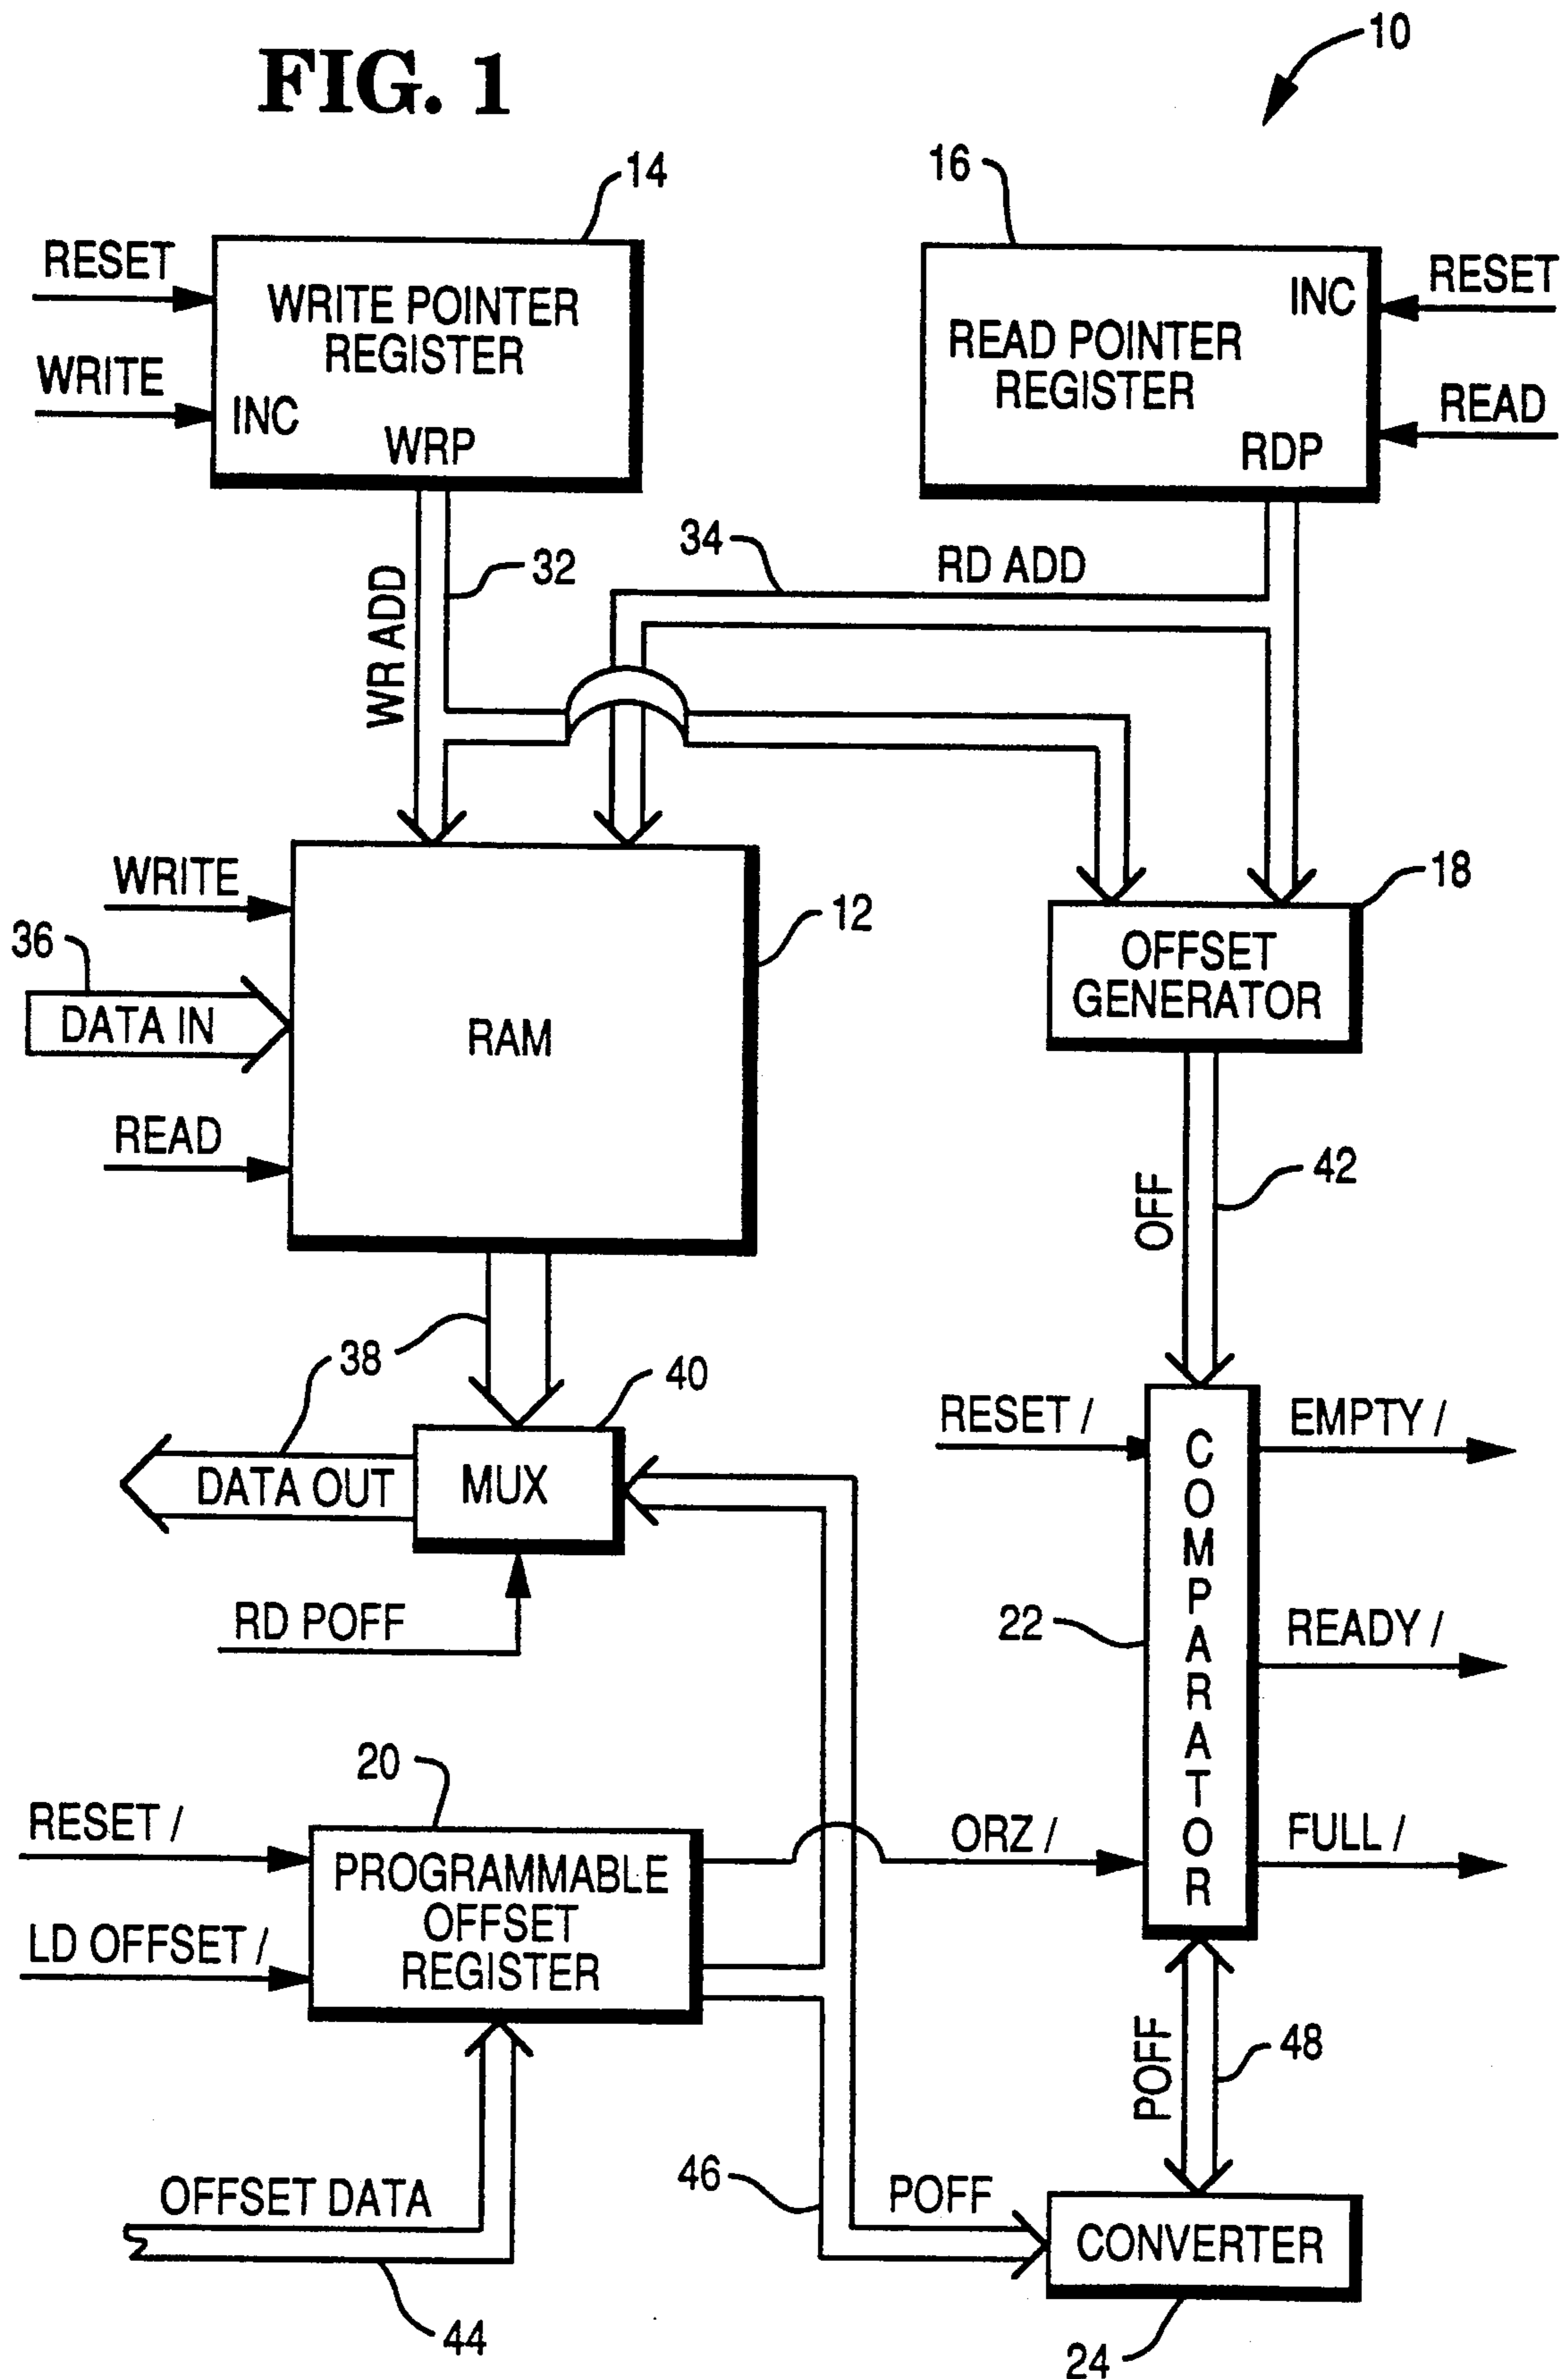 FIG. 1
10
14
16
RESET
WRITE
WRITE POINTER
REGISTER
INC
WRP
READ POINTER
REGISTER
INC
RDP
RESET
READ
34
RD ADD
32
WR ADD
WRITE
36
DATA IN
READ
RAM
12
18
OFFSET
GENERATOR
OFF
42
38
40
DATA OUT
MUX
RD POFF
RESET /
COMPARATOR
22
EMPTY /
READY /
FULL /
ORZ /
20
RESET /
LD OFFSET /
PROGRAMMABLE
OFFSET
REGISTER
OFFSET DATA
44
46
POFF
POFF
48
CONVERTER
24